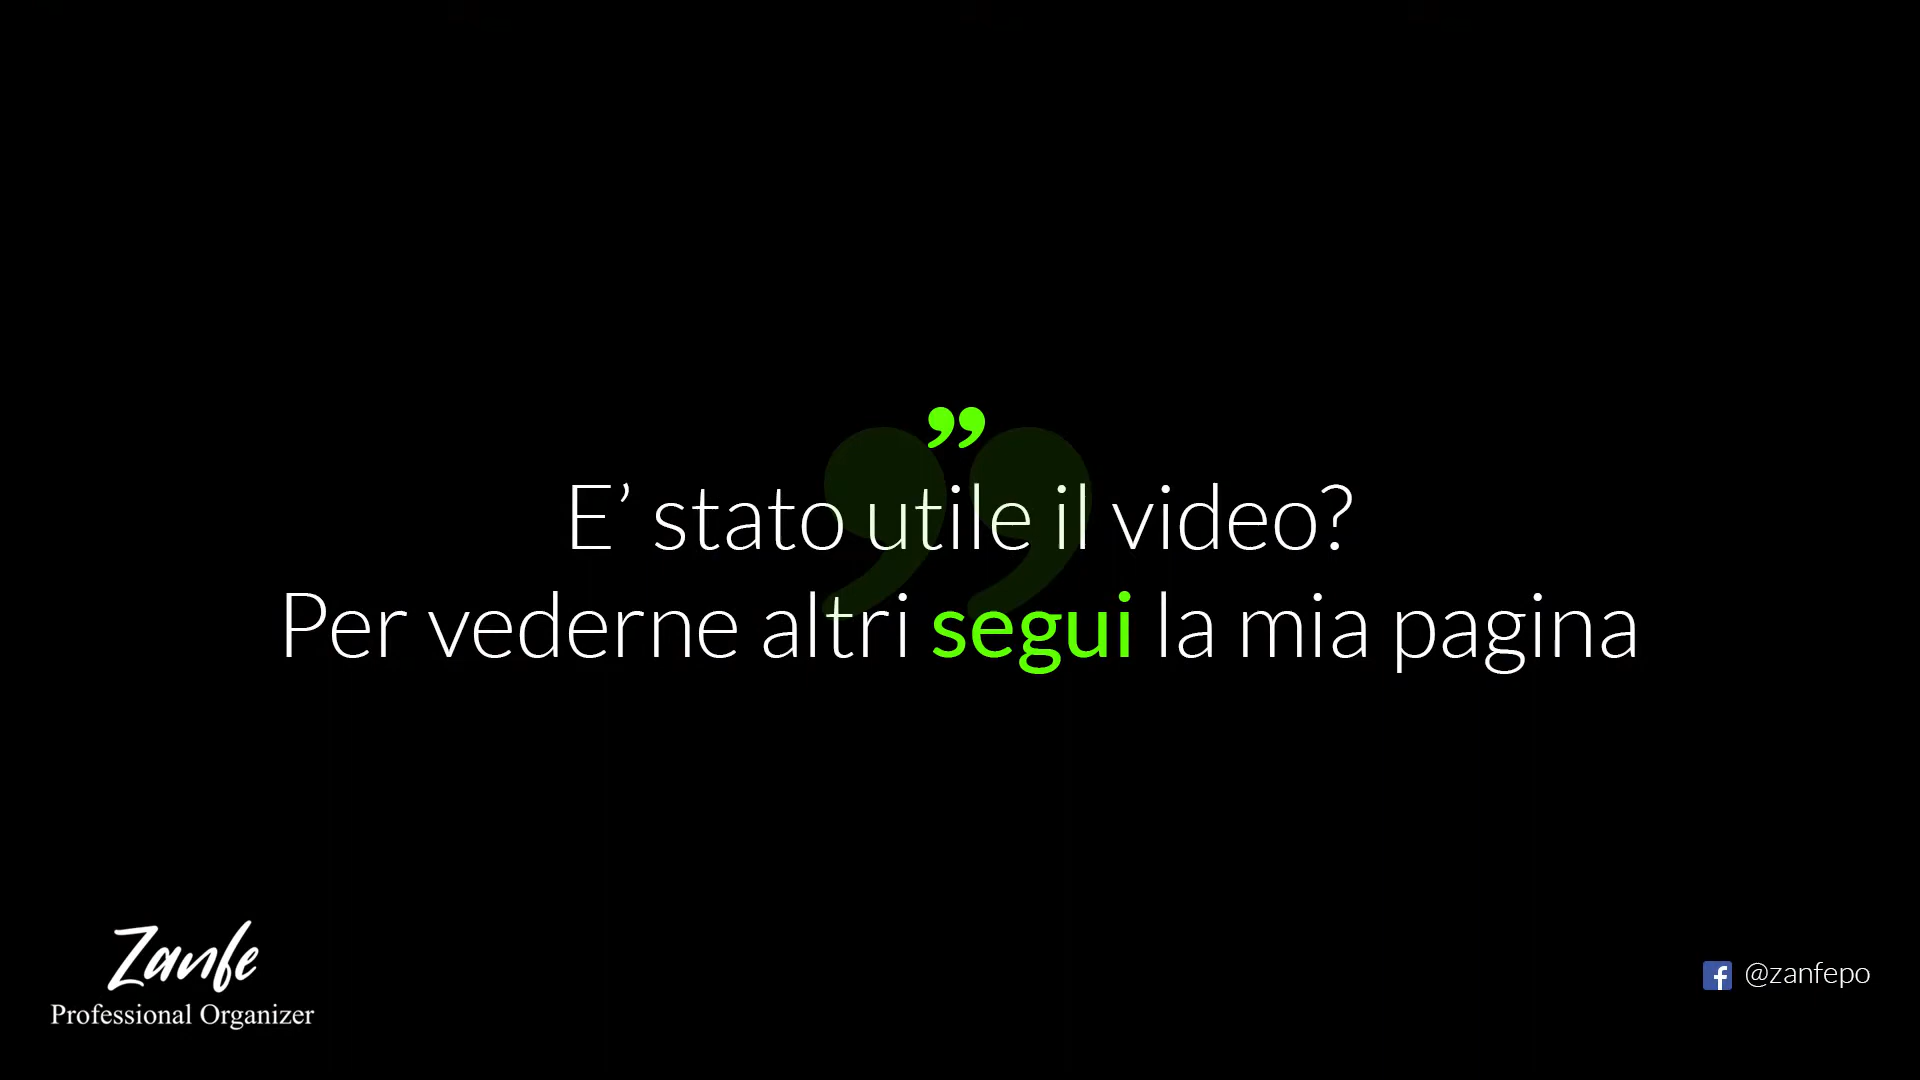 ”
E’ stato utile il video?
Per vederne altri segui la mia pagina
Zanfe
Professional Organizer
@zanfepo